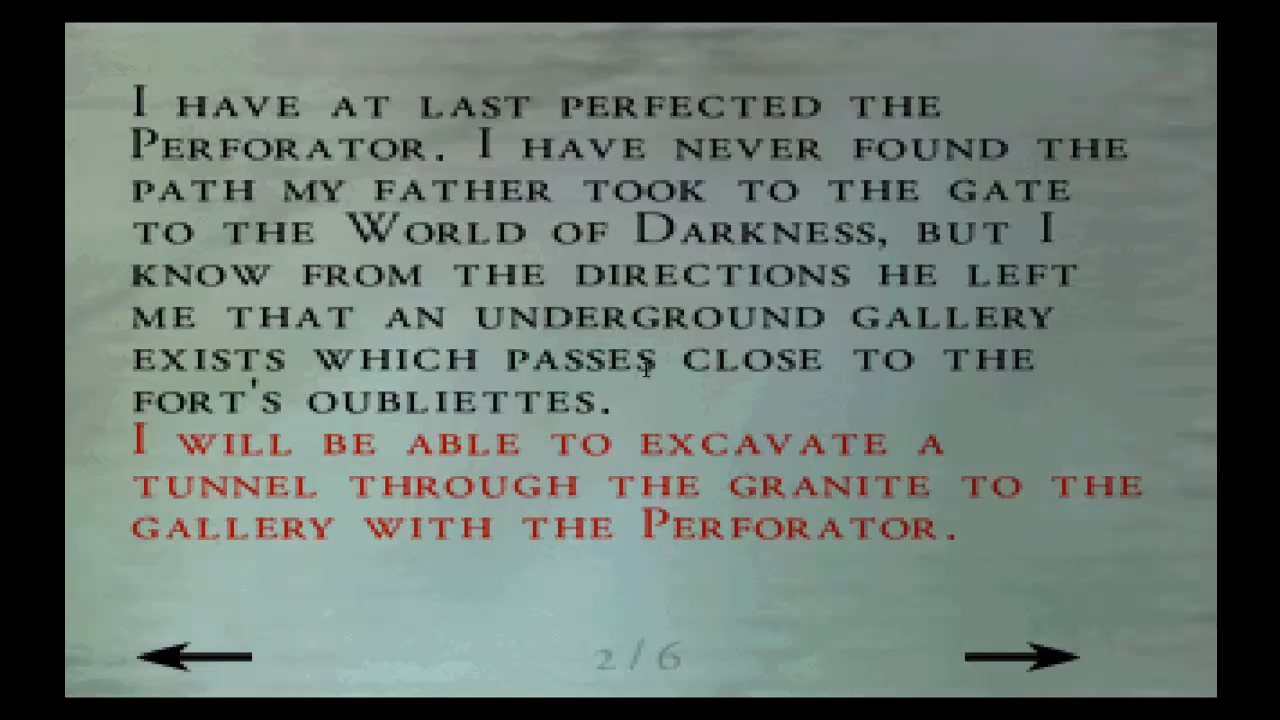 I HAVE AT LAST PERFECTED THE
PERFORATOR. I HAVE NEVER FOUND THE
PATH MY FATHER TOOK TO THE GATE
TO THE WORLD OF DARKNESS, BUT I
KNOW FROM THE DIRECTIONS HE LEFT
ME THAT AN UNDERGROUND GALLERY
EXISTS WHICH PASSES CLOSE TO THE
FORT'S OUBLIETTES.
I WILL BE ABLE TO EXCAVATE A
TUNNEL THROUGH THE GRANITE TO THE
GALLERY WITH THE PERFORATOR.
2/6